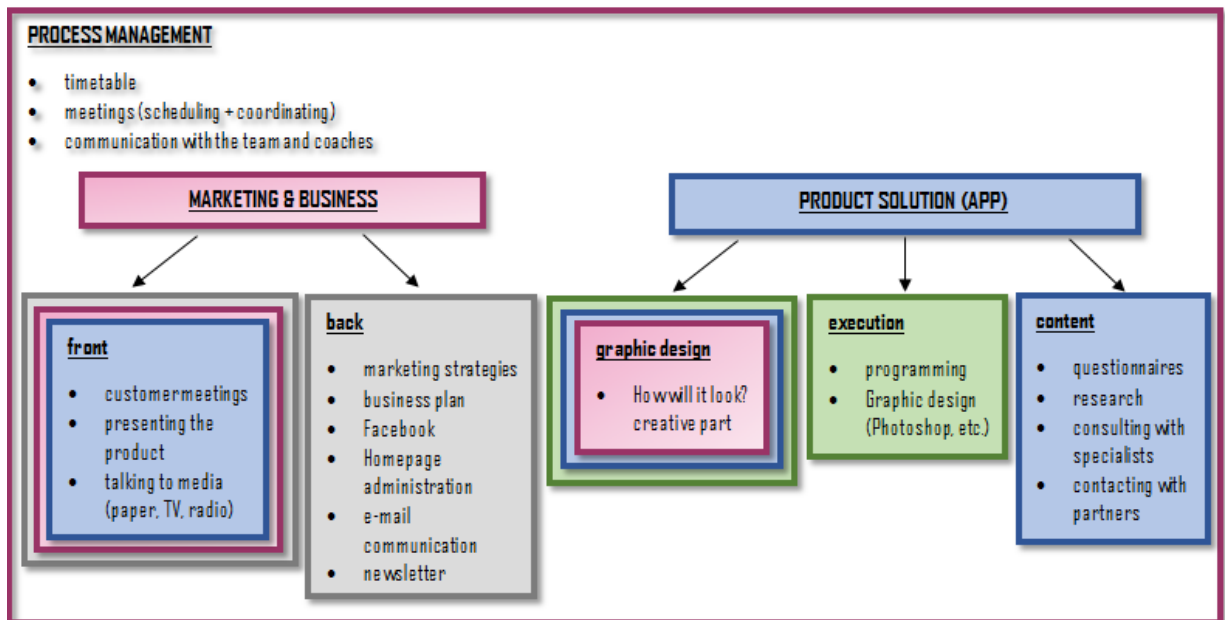 PROCESS MANAGEMENT
• timetable
• meetings (scheduling + coordinating)
• communication with the team and coaches
MARKETING & BUSINESS
PRODUCT SOLUTION (APP)
front
• customer meetings
• presenting the
product
• talking to media
(paper, TV, radio)
back
• marketing strategies
• business plan
• Facebook
• Homepage
administration
• e-mail
communication
• newsletter
graphic design
• How will it look?
creative part
execution
• programming
• Graphic design
(Photoshop, etc.)
content
• questionnaires
• research
• consulting with
specialists
• contacting with
partners